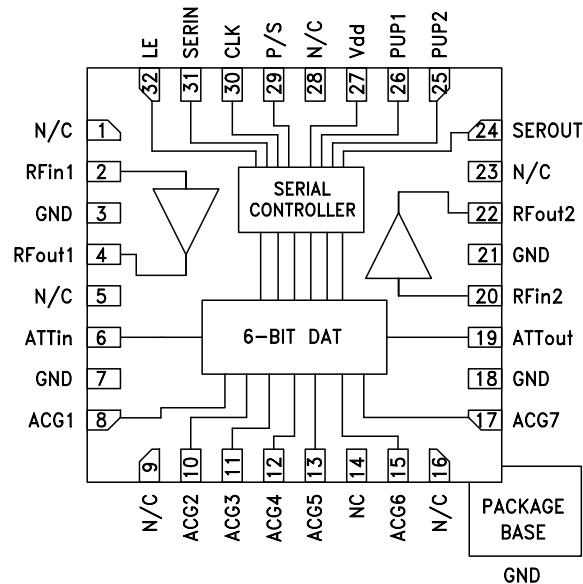 LE
SERIN
CLK
P/S
N/C
Vdd
PUP1
PUP2
32
31
30
29
28
27
26
25
N/C 1
24 SEROUT
RFin1 2
23 N/C
GND 3
22 RFout2
RFout1 4
21 GND
N/C 5
20 RFin2
ATTin 6
19 ATTout
GND 7
18 GND
ACG1 8
17 ACG7
SERIAL
CONTROLLER
6-BIT DAT
9
10
11
12
13
14
15
16
N/C
ACG2
ACG3
ACG4
ACG5
NC
ACG6
N/C
PACKAGE
BASE
GND